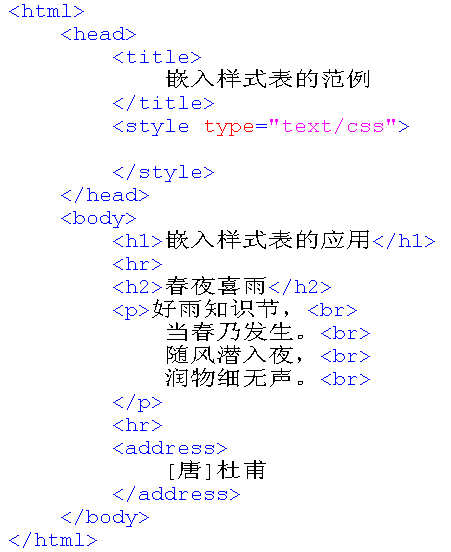 <html>
<head>
<title>
嵌入样式表的范例
</title>
<style type="text/css">
</style>
</head>
<body>
<h1>嵌入样式表的应用</h1>
<hr>
<h2>春夜喜雨</h2>
<p>好雨知识节，<br>
当春乃发生。<br>
随风潜入夜，<br>
润物细无声。<br>
</p>
<hr>
<address>
[唐]杜甫
</address>
</body>
</html>